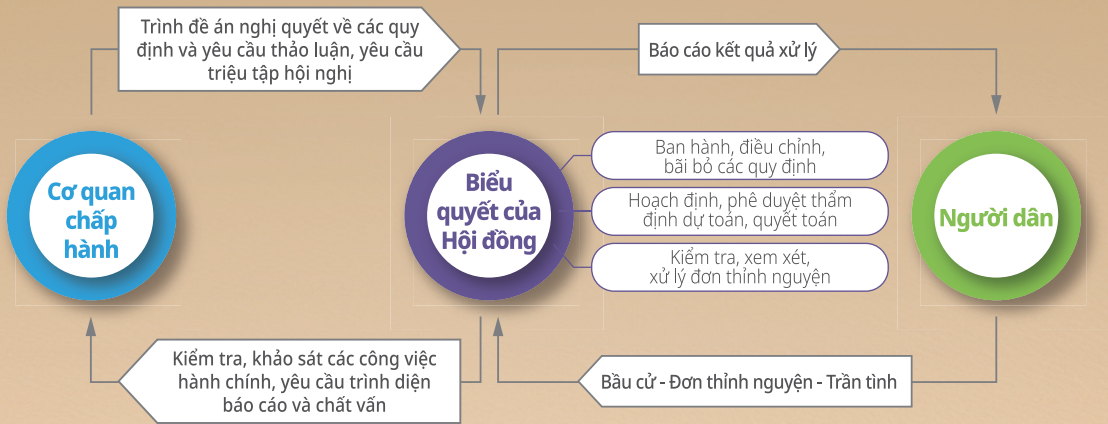 Trình đề án nghị quyết về các quy
định và yêu cầu thảo luận, yêu cầu
triệu tập hội nghị
Báo cáo kết quả xử lý
Cơ quan
chấp
hành
Biểu
quyết của
Hội đồng
Ban hành, điều chỉnh,
bãi bỏ các quy định
Hoạch định, phê duyệt thẩm
định dự toán, quyết toán
Kiểm tra, xem xét,
xử lý đơn thỉnh nguyện
Người dân
Kiểm tra, khảo sát các công việc
hành chính, yêu cầu trình diện
báo cáo và chất vấn
Bầu cử - Đơn thỉnh nguyện - Trần tình